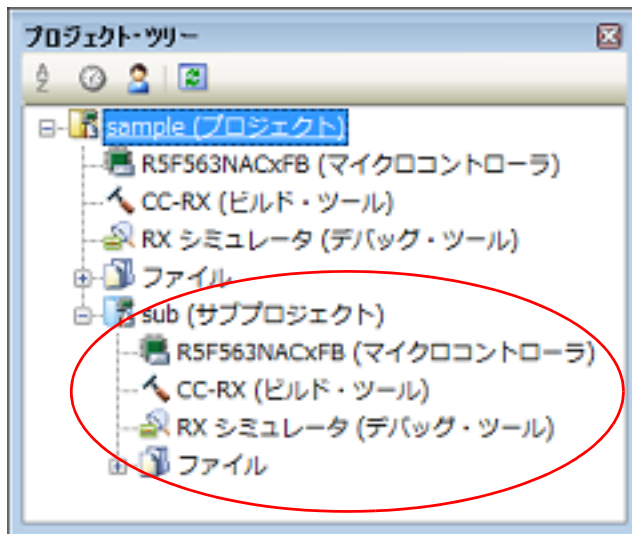 プロジェクト・ツリー
sample (プロジェクト)
R5F563NACxFB (マイクロコントローラ)
CC-RX (ビルド・ツール)
RX シミュレータ (デバッグ・ツール)
ファイル
sub (サブプロジェクト)
R5F563NACxFB (マイクロコントローラ)
CC-RX (ビルド・ツール)
RX シミュレータ (デバッグ・ツール)
ファイル